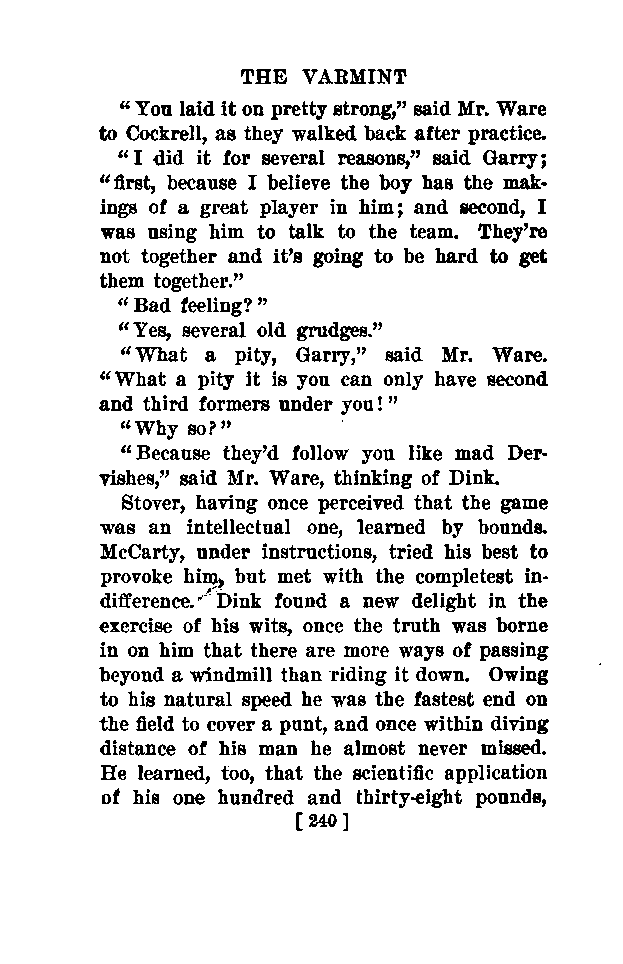 THE VARMINT
“You laid it on pretty strong,” said Mr. Ware
to Cockrell, as they walked back after practice.
“I did it for several reasons,” said Garry;
“first, because I believe the boy has the mak-
ings of a great player in him; and second, I
was using him to talk to the team. They’re
not together and it’s going to be hard to get
them together.”
“Bad feeling?”
“Yes, several old grudges.”
“What a pity, Garry,” said Mr. Ware.
“What a pity it is you can only have second
and third formers under you!”
“Why so?”
“Because they’d follow you like mad Der-
vishes,” said Mr. Ware, thinking of Dink.
Stover, having once perceived that the game
was an intellectual one, learned by bounds.
McCarty, under instructions, tried his best to
provoke him, but met with the completest in-
difference. Dink found a new delight in the
exercise of his wits, once the truth was borne
in on him that there are more ways of passing
beyond a windmill than riding it down. Owing
to his natural speed he was the fastest end on
the field to cover a punt, and once within diving
distance of his man he almost never missed.
He learned, too, that the scientific application
of his one hundred and thirty-eight pounds,
[ 240 ]